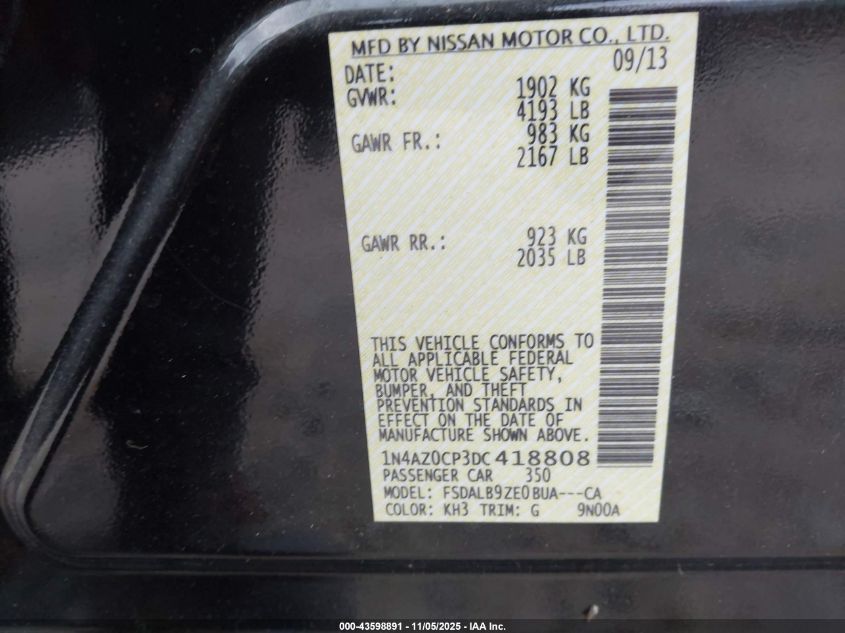 MFD BY NISSAN MOTOR CO., LTD.
DATE: 09/13
GVWR: 1902 KG
4193 LB
GAWR FR.: 983 KG
2167 LB
GAWR RR.: 923 KG
2035 LB
THIS VEHICLE CONFORMS TO
ALL APPLICABLE FEDERAL
MOTOR VEHICLE SAFETY,
BUMPER, AND THEFT
PREVENTION STANDARDS IN
EFFECT ON THE DATE OF
MANUFACTURE SHOWN ABOVE.
1N4AZ0CP3DC418808
PASSENGER CAR 350
MODEL: FSDALB9ZE0BUA---CA
COLOR: KH3 TRIM: G 9N00A
000-43598891 - 11/05/2025 - IAA Inc.